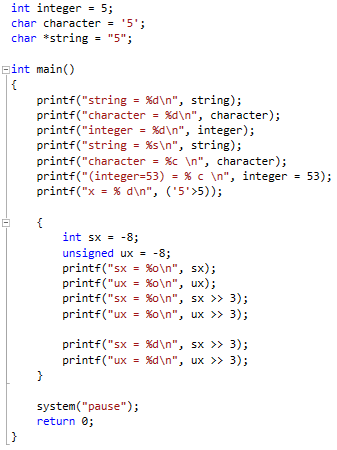 int integer = 5;
char character = '5';
char *string = "5";
int main()
{
printf("string = %d\n", string);
printf("character = %d\n", character);
printf("integer = %d\n", integer);
printf("string = %s\n", string);
printf("character = %c \n", character);
printf("(integer=53) = % c \n", integer = 53);
printf("x = % d\n", ('5'>5));
{
int sx = -8;
unsigned ux = -8;
printf("sx = %o\n", sx);
printf("ux = %o\n", ux);
printf("sx = %o\n", sx >> 3);
printf("ux = %o\n", ux >> 3);
printf("sx = %d\n", sx >> 3);
printf("ux = %d\n", ux >> 3);
}
system("pause");
return 0;
}